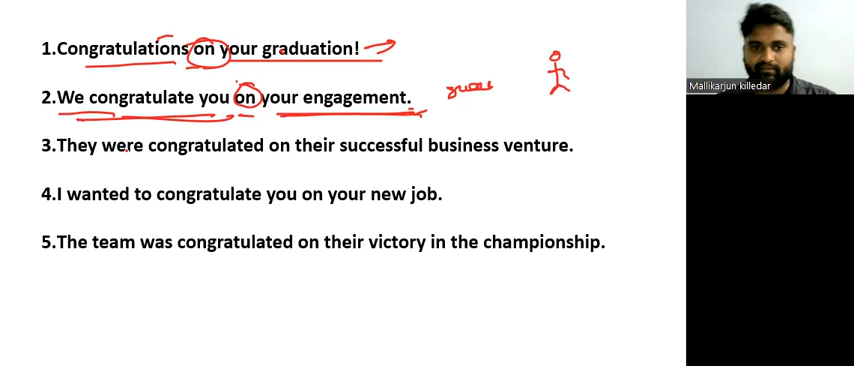 1.Congratulations on your graduation!
2.We congratulate you on your engagement.
3.They were congratulated on their successful business venture.
4.I wanted to congratulate you on your new job.
5.The team was congratulated on their victory in the championship.
Mallikarjun killedar